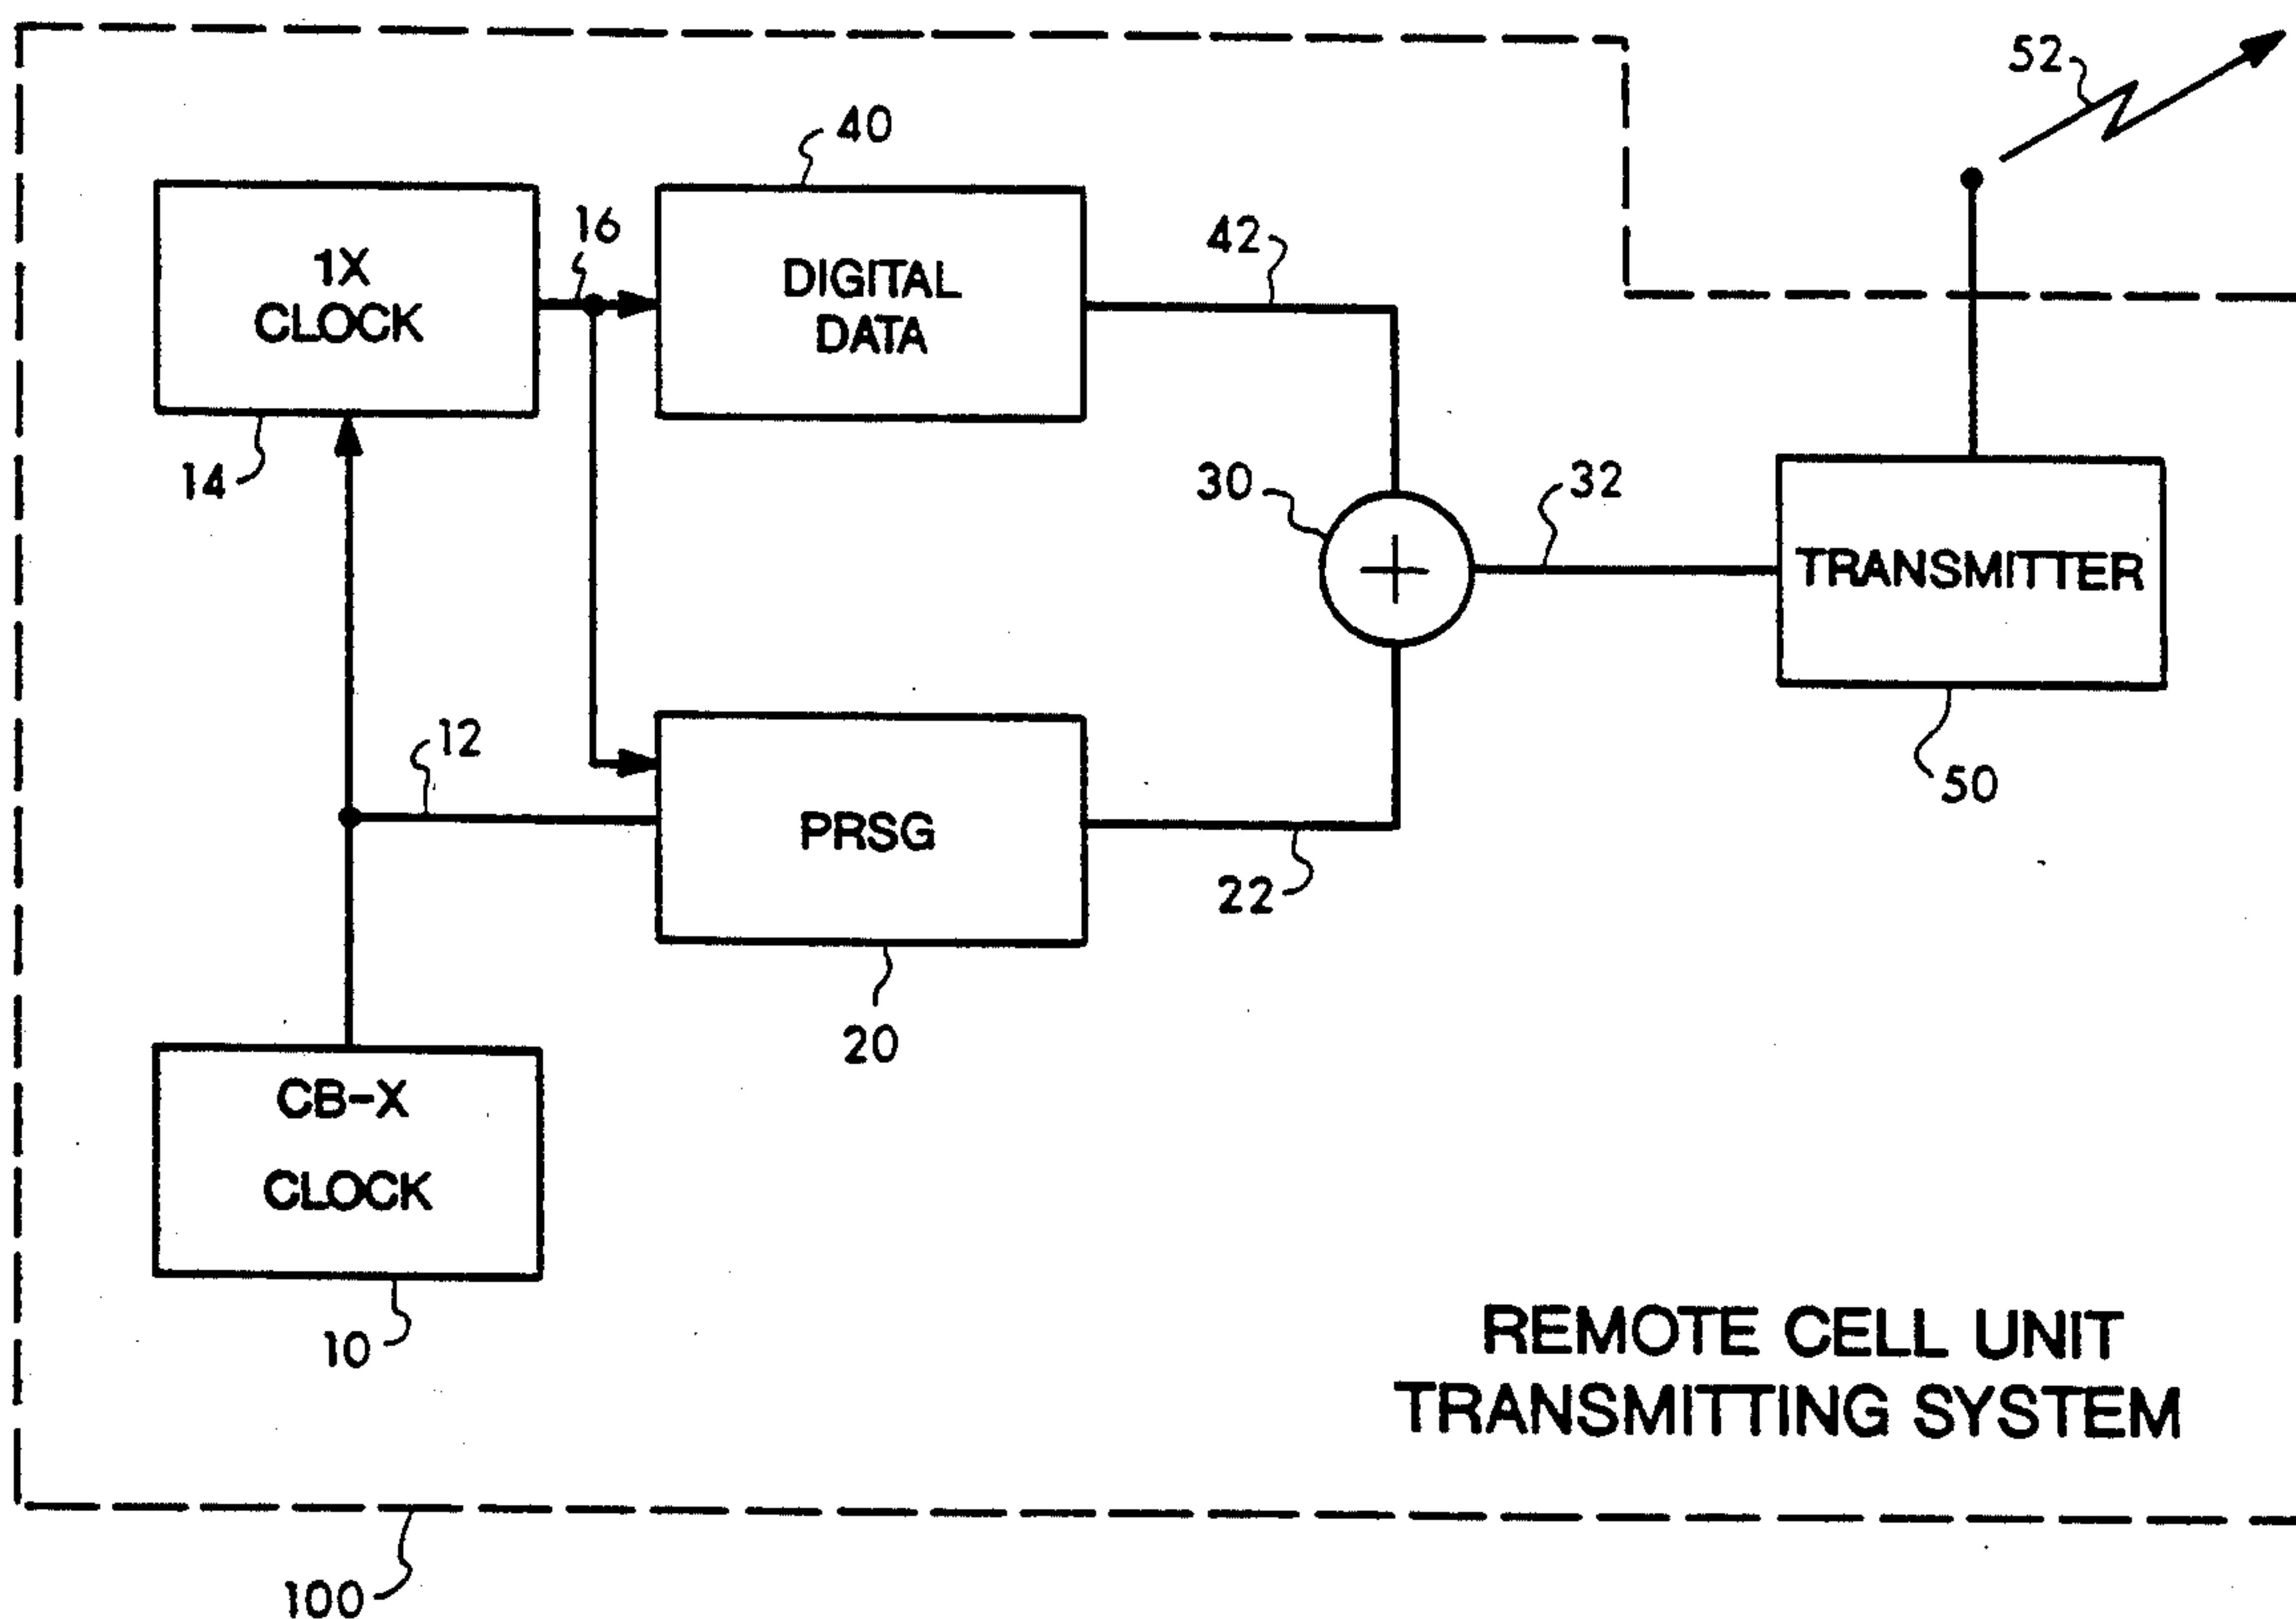 52
40
1X
CLOCK
16
DIGITAL
DATA
42
14
30
32
TRANSMITTER
12
PRSG
50
22
20
CB-X
CLOCK
10
REMOTE CELL UNIT
TRANSMITTING SYSTEM
100